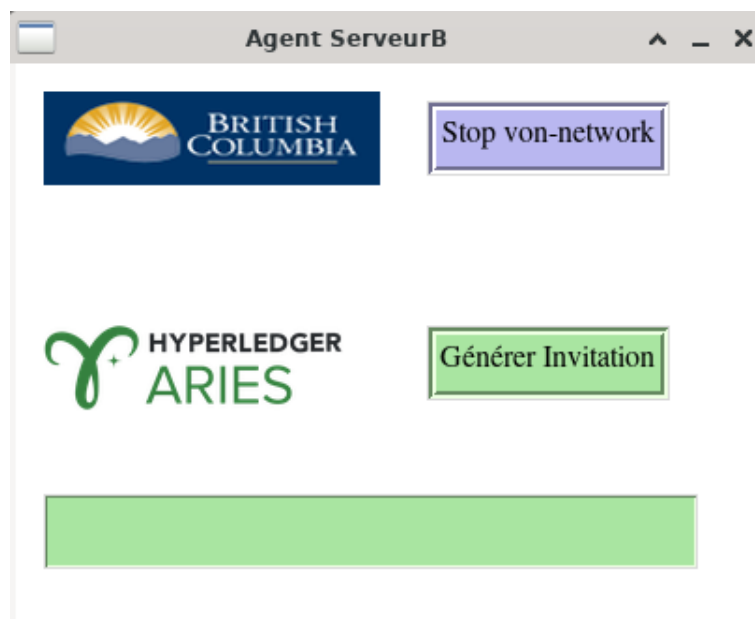 Agent ServeurB
BRITISH
COLUMBIA
Stop von-network
HYPERLEDGER
ARIES
Générer Invitation